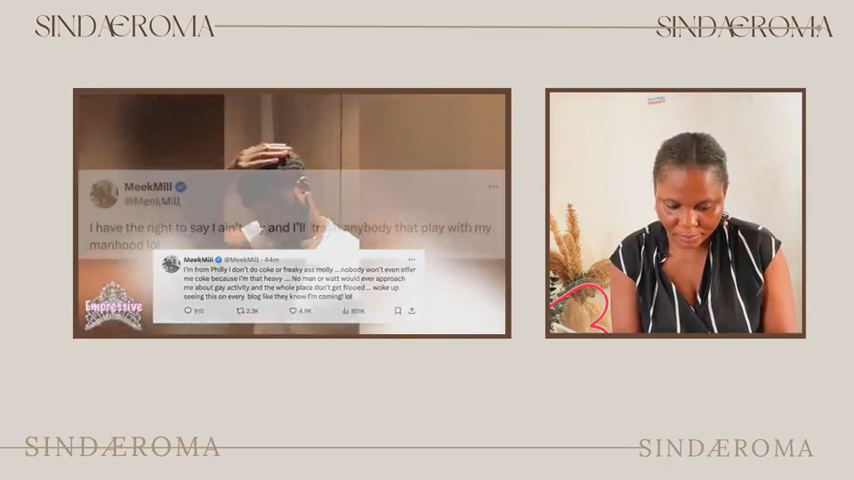 SINDÆROMA
SINDÆROMA
MeekMill
@MeekMill
I have the right to say I ain't and I'll anybody that play with my
manhood lol
MeekMill @MeekMill · 44m
I'm from Philly I don't do coke or freaky ass molly ... nobody won't even offer
me coke because I'm that heavy .... No man or watt would ever approach
me about gay activity and the whole place don't get flipped ... woke up
seeing this on every blog like they know I'm coming! lol
910 2.3K 4.9K 851K
Empressive
SINDÆROMA
SINDÆROMA